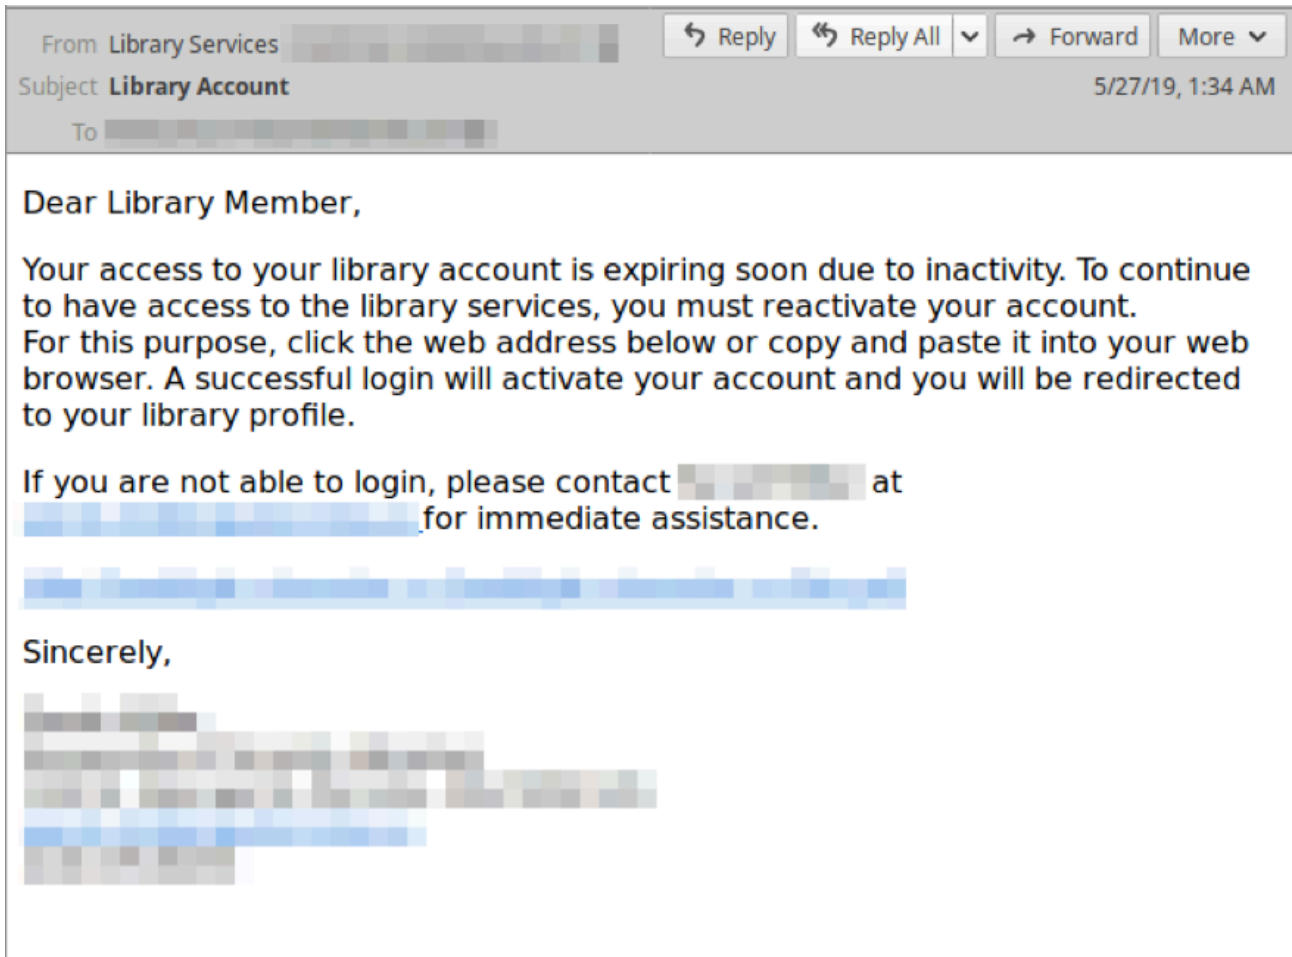 From Library Services
Reply
Reply All
Forward
More
Subject Library Account
5/27/19, 1:34 AM
To
Dear Library Member,
Your access to your library account is expiring soon due to inactivity. To continue
to have access to the library services, you must reactivate your account.
For this purpose, click the web address below or copy and paste it into your web
browser. A successful login will activate your account and you will be redirected
to your library profile.
If you are not able to login, please contact at
for immediate assistance.
Sincerely,